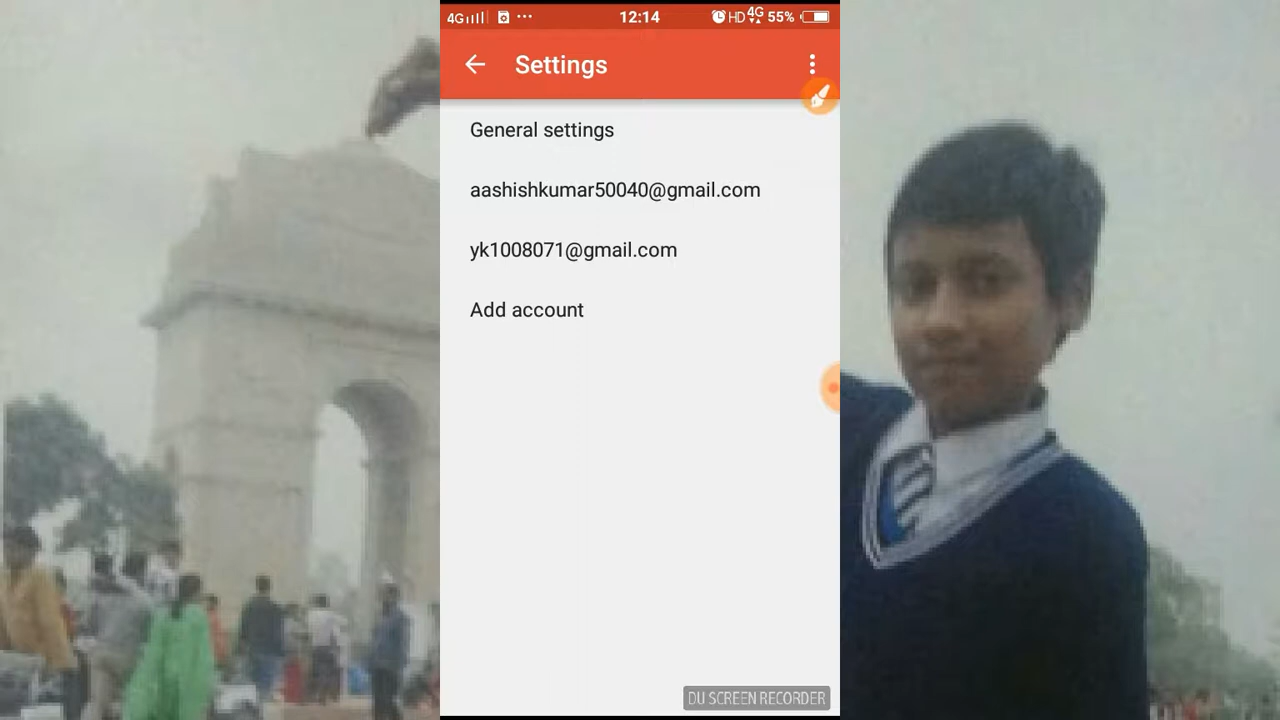 4G ... 12:14 HD 4G 55%
Settings
General settings
aashishkumar50040@gmail.com
yk1008071@gmail.com
Add account
DU SCREEN RECORDER